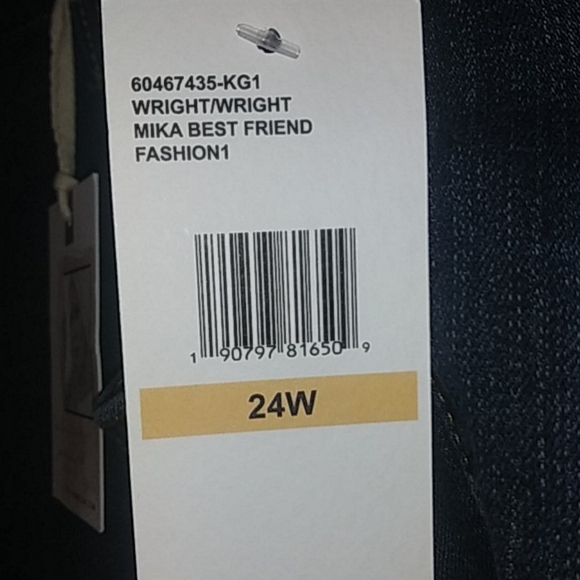 60467435-KG1
WRIGHT/WRIGHT
MIKA BEST FRIEND
FASHION1
1 90797 81650 9
24W